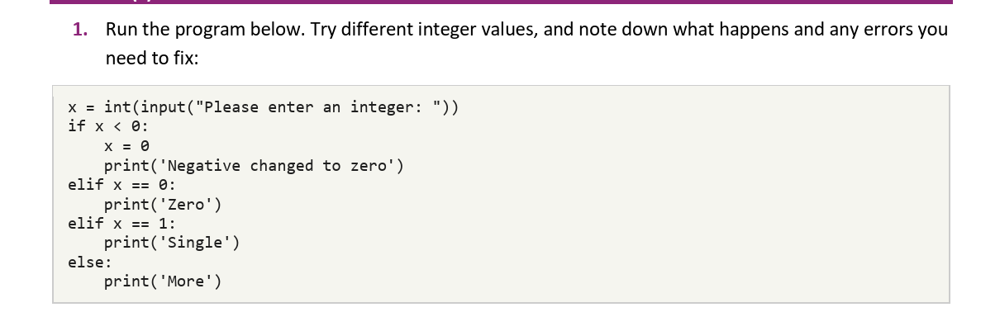 1. Run the program below. Try different integer values, and note down what happens and any errors you
need to fix:
x = int(input("Please enter an integer: "))
if x < 0:
    x = 0
    print('Negative changed to zero')
elif x == 0:
    print('Zero')
elif x == 1:
    print('Single')
else:
    print('More')